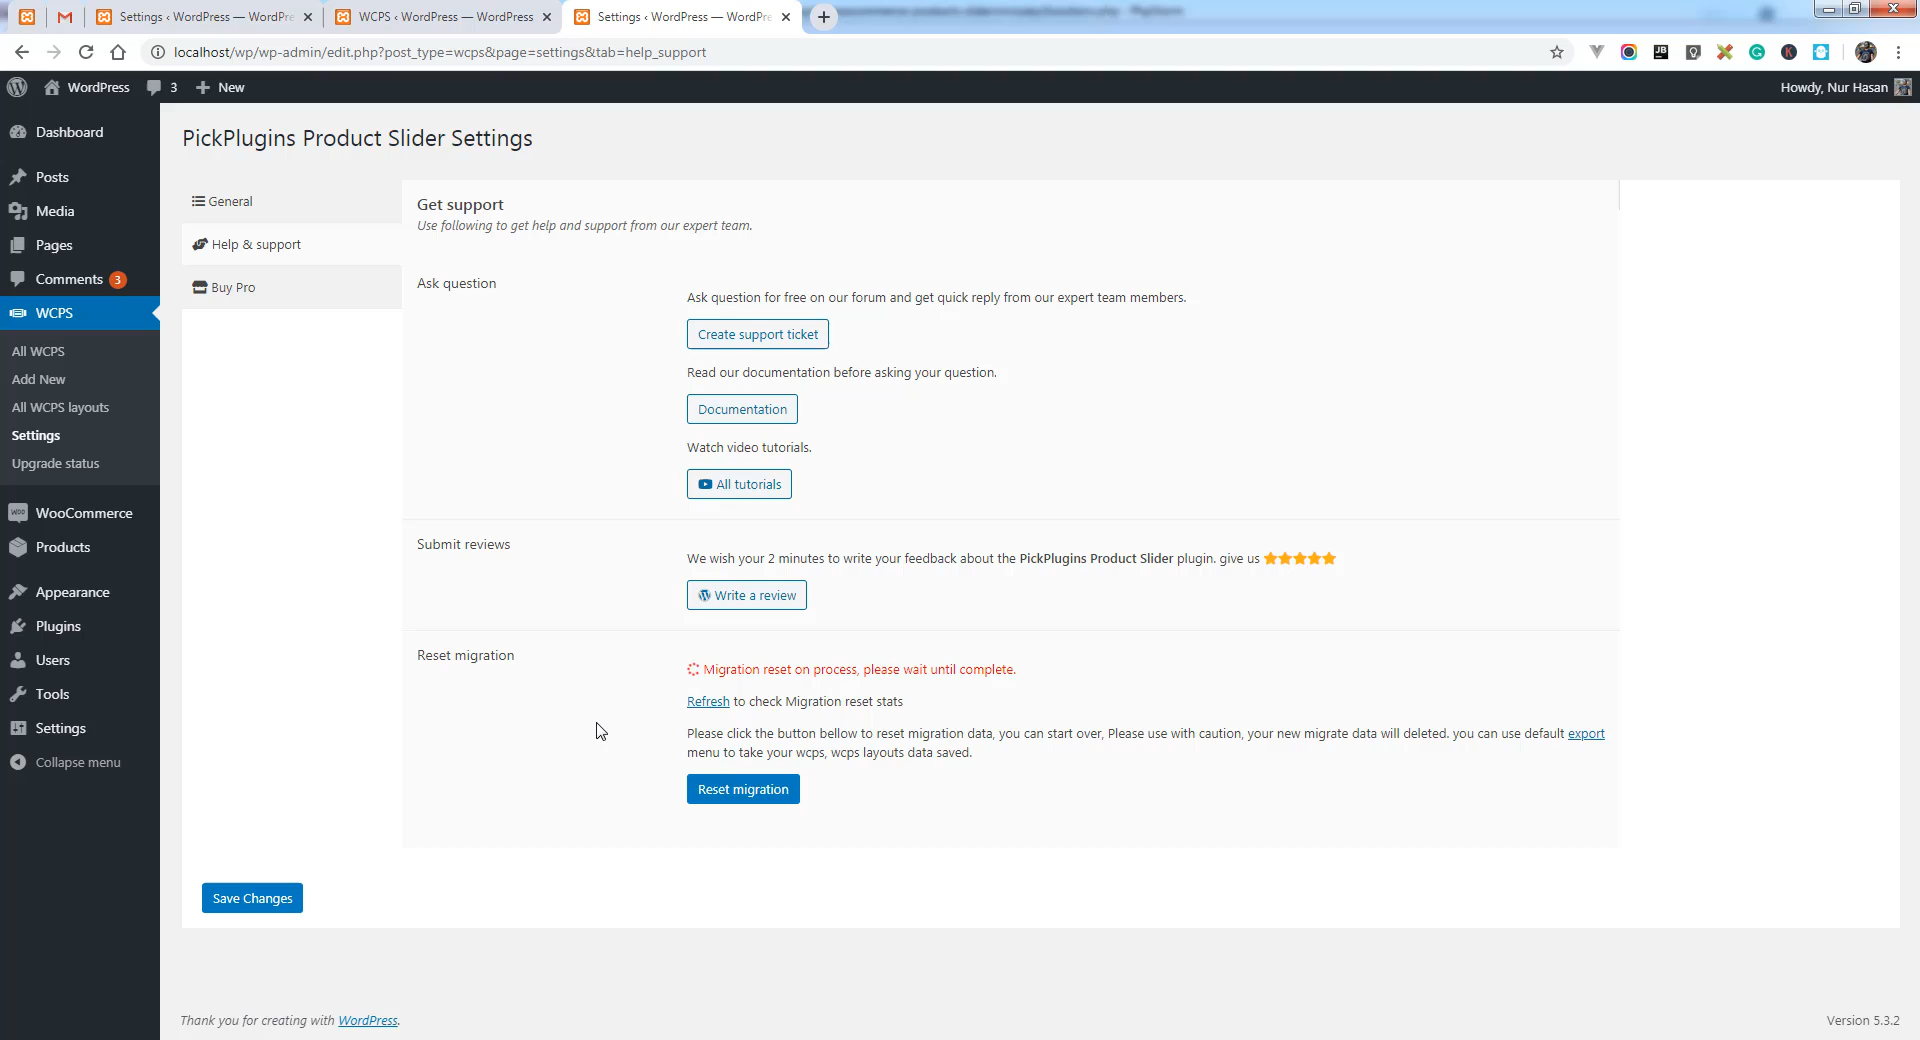 Settings ‹ WordPress — WordPre
WCPS ‹ WordPress — WordPress
Settings ‹ WordPress — WordPre
localhost/wp/wp-admin/edit.php?post_type=wcps&page=settings&tab=help_support
WordPress
3
New
Howdy, Nur Hasan
Dashboard
Posts
Media
Pages
Comments 3
WCPS
All WCPS
Add New
All WCPS layouts
Settings
Upgrade status
WooCommerce
Products
Appearance
Plugins
Users
Tools
Settings
Collapse menu
PickPlugins Product Slider Settings
General
Help & support
Buy Pro
Get support
Use following to get help and support from our expert team.
Ask question
Ask question for free on our forum and get quick reply from our expert team members.
Create support ticket
Read our documentation before asking your question.
Documentation
Watch video tutorials.
All tutorials
Submit reviews
We wish your 2 minutes to write your feedback about the PickPlugins Product Slider plugin. give us
Write a review
Reset migration
Migration reset on process, please wait until complete.
Refresh to check Migration reset stats
Please click the button bellow to reset migration data, you can start over, Please use with caution, your new migrate data will deleted. you can use default export
menu to take your wcps, wcps layouts data saved.
Reset migration
Save Changes
Thank you for creating with WordPress.
Version 5.3.2